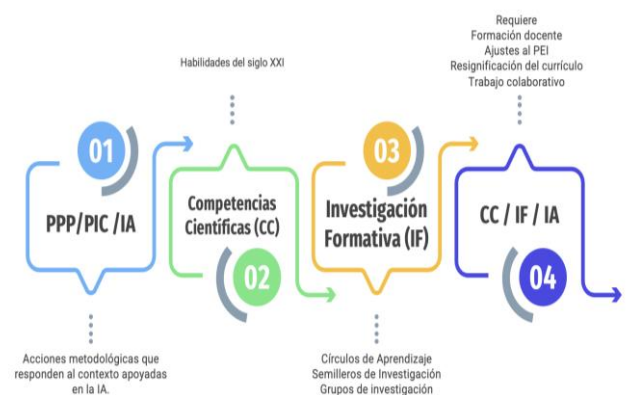 01
PPP/PIC /IA
Acciones metodológicas que
responden al contexto apoyadas
en la IA.
Habilidades del siglo XXI
Competencias
Científicas (CC)
02
03
Investigación
Formativa (IF)
Círculos de Aprendizaje
Semilleros de Investigación
Grupos de investigación
Requiere
Formación docente
Ajustes al PEI
Resignificación del currículo
Trabajo colaborativo
CC / IF / IA
04